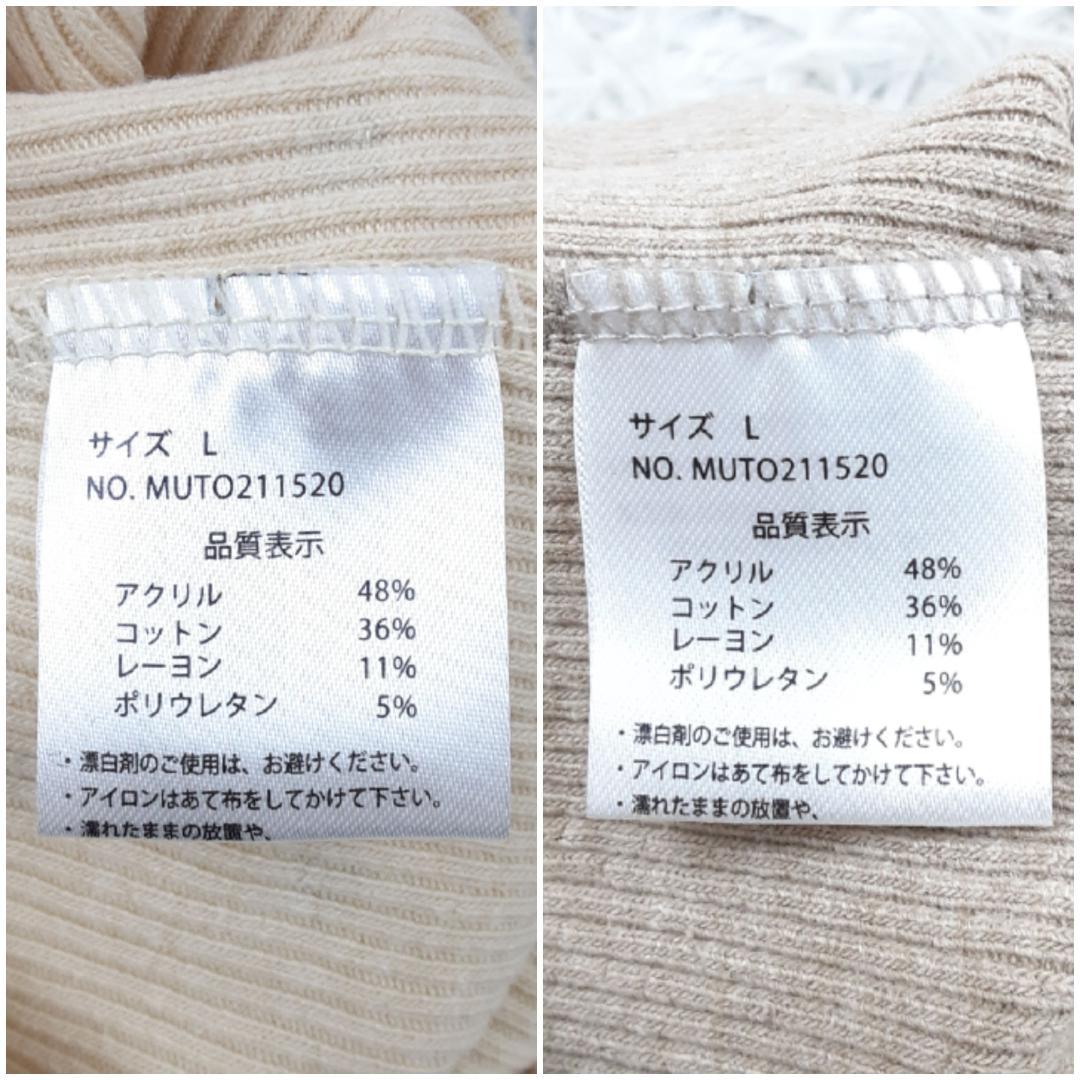 サイズ L
NO. MUTO211520
品質表示
アクリル 48%
コットン 36%
レーヨン 11%
ポリウレタン 5%
・漂白剤のご使用は、お避けください。
・アイロンはあて布をしてかけて下さい。
・濡れたままの放置や、
サイズ L
NO. MUTO211520
品質表示
アクリル 48%
コットン 36%
レーヨン 11%
ポリウレタン 5%
・漂白剤のご使用は、お避けください。
・アイロンはあて布をしてかけて下さい。
・濡れたままの放置や、